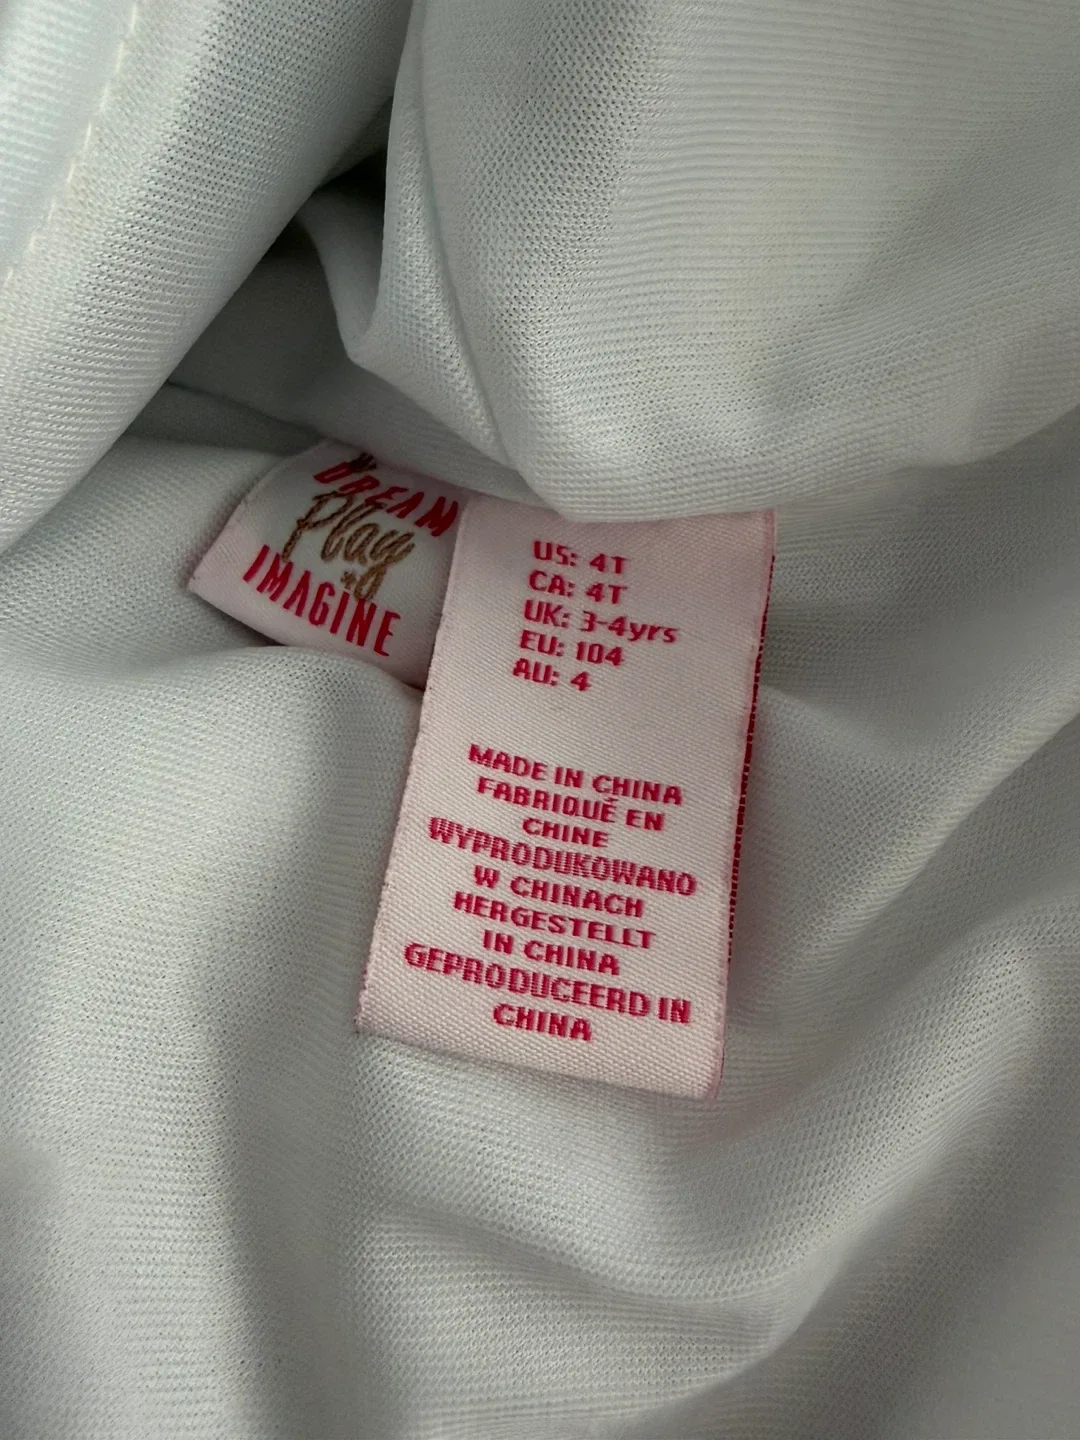 DREAM
Play
IMAGINE
US: 4T
CA: 4T
UK: 3-4yrs
EU: 104
AU: 4
MADE IN CHINA
FABRIQUÉ EN
CHINE
WYPRODUKOWANO
W CHINACH
HERGESTELLT
IN CHINA
GEPRODUCEERD IN
CHINA